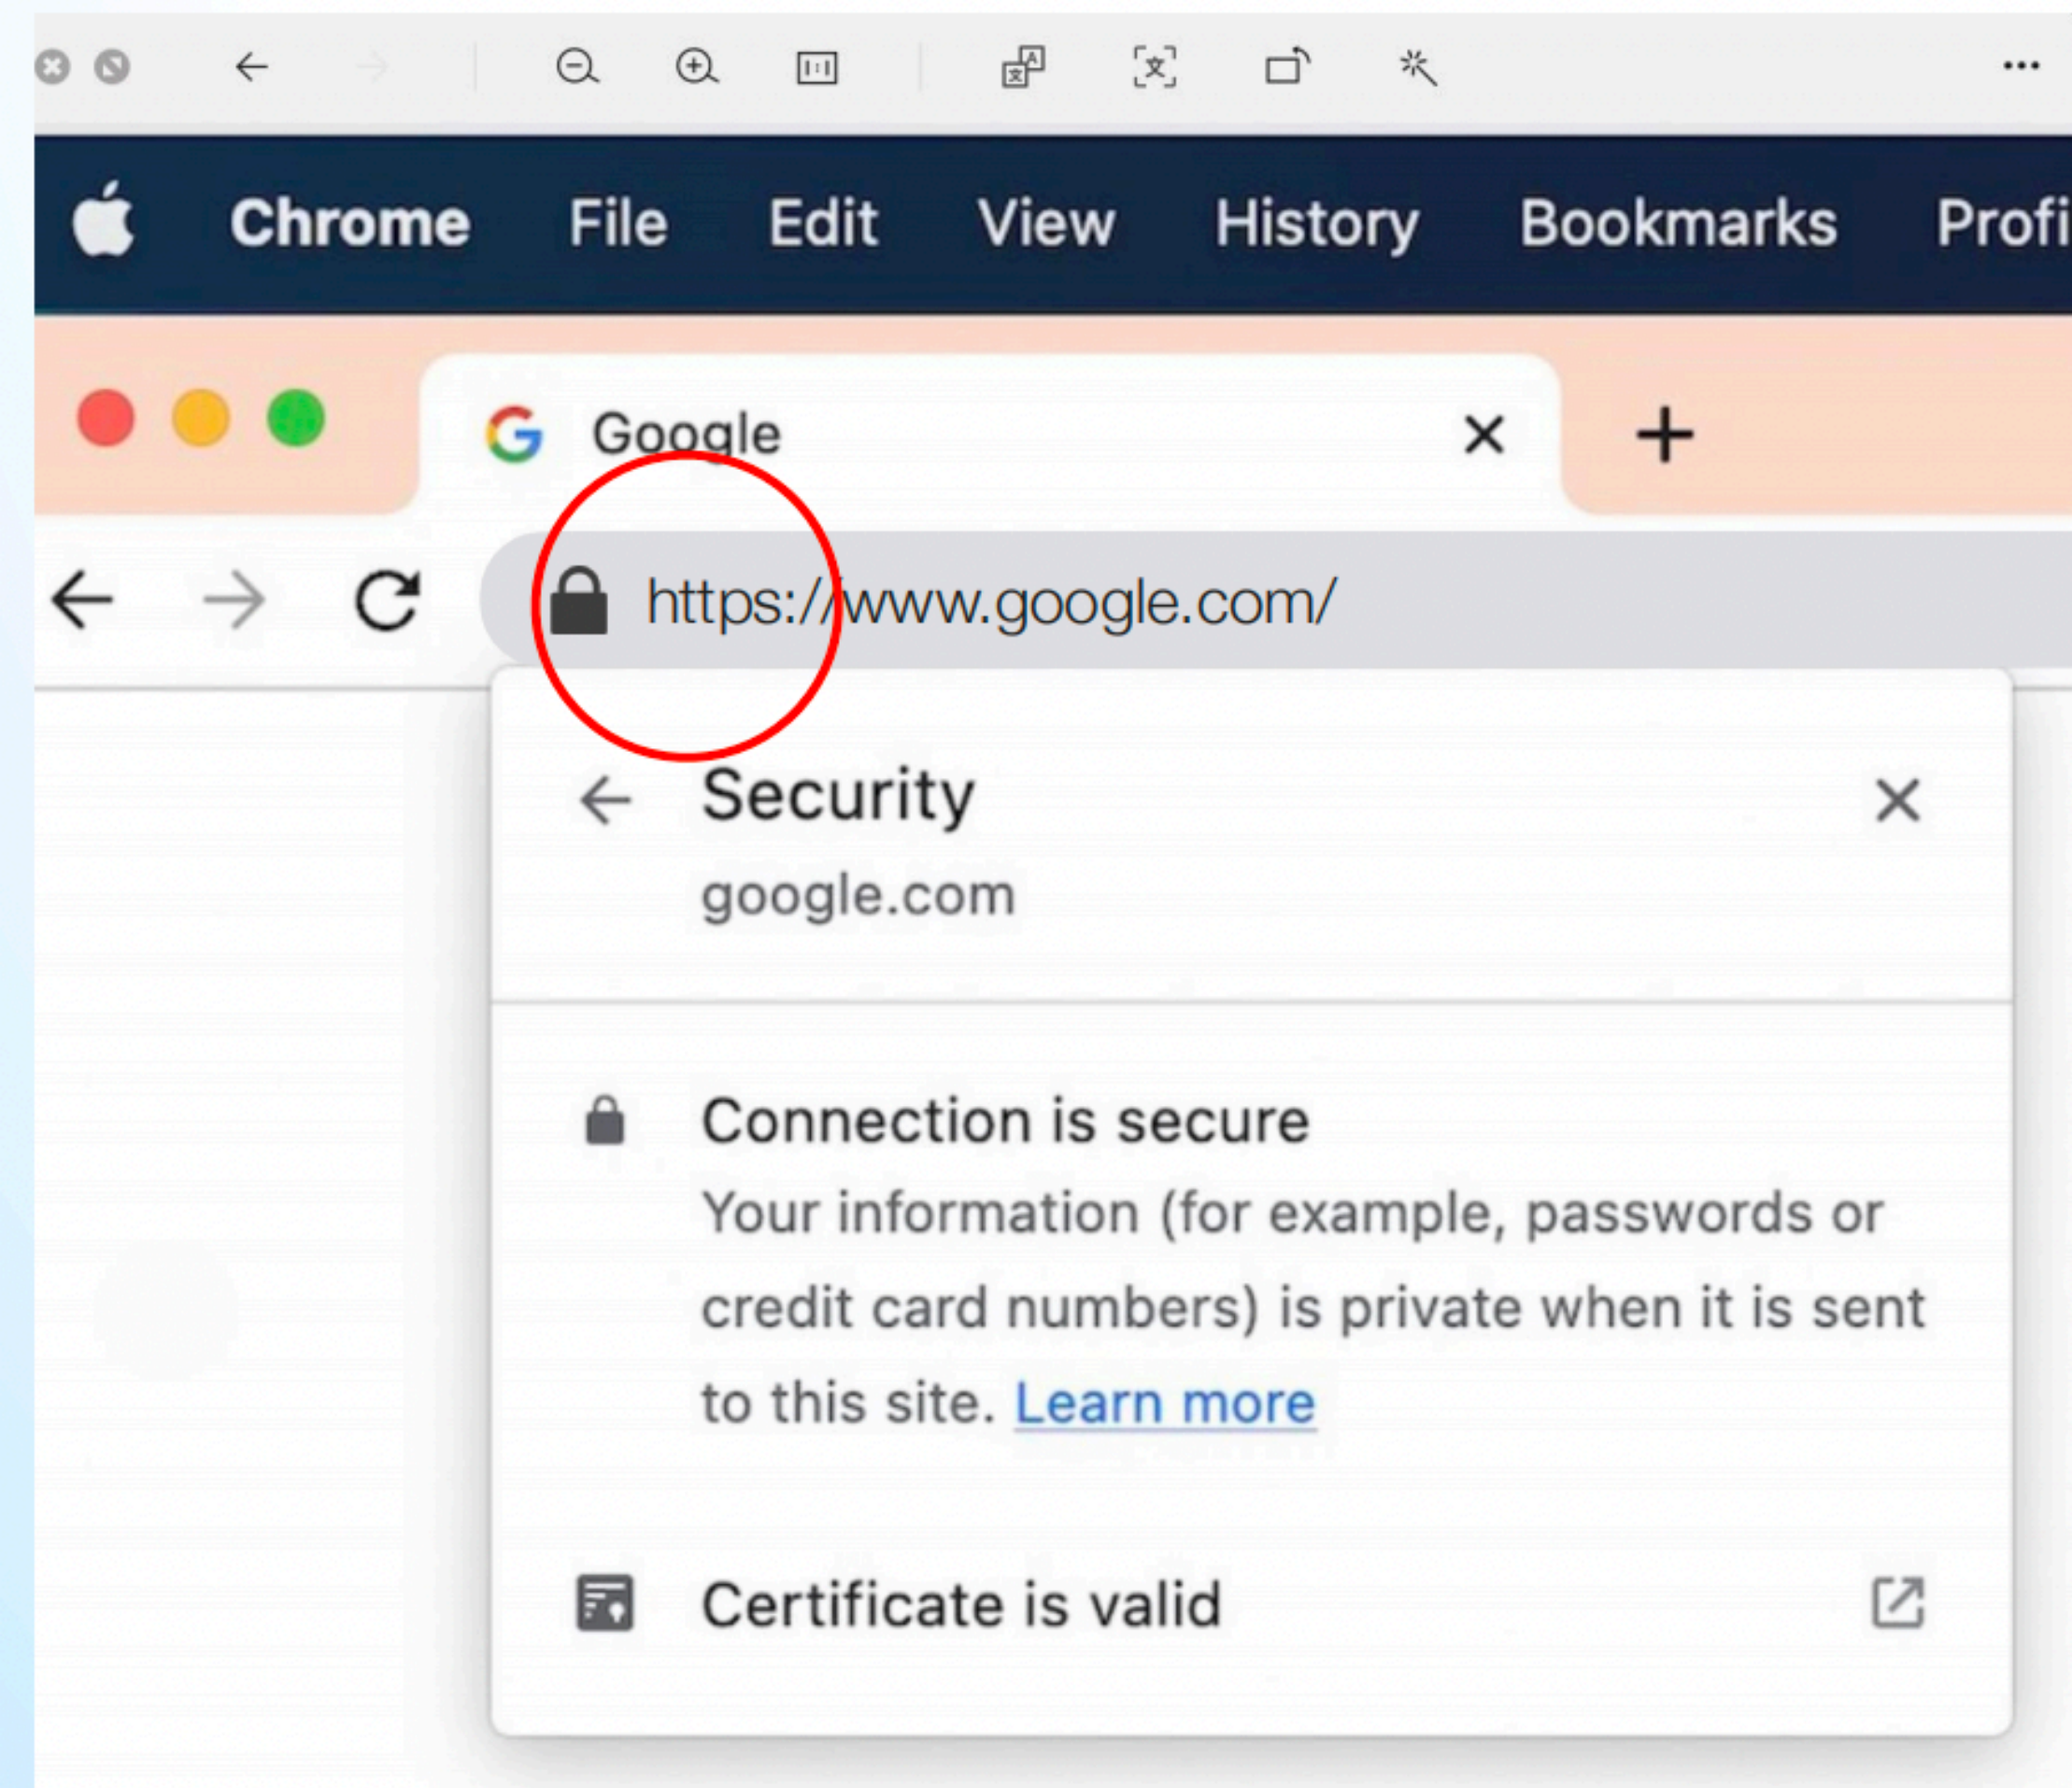 Chrome File Edit View History Bookmarks Profi
Google
https://www.google.com/
Security
google.com
Connection is secure
Your information (for example, passwords or
credit card numbers) is private when it is sent
to this site. Learn more
Certificate is valid